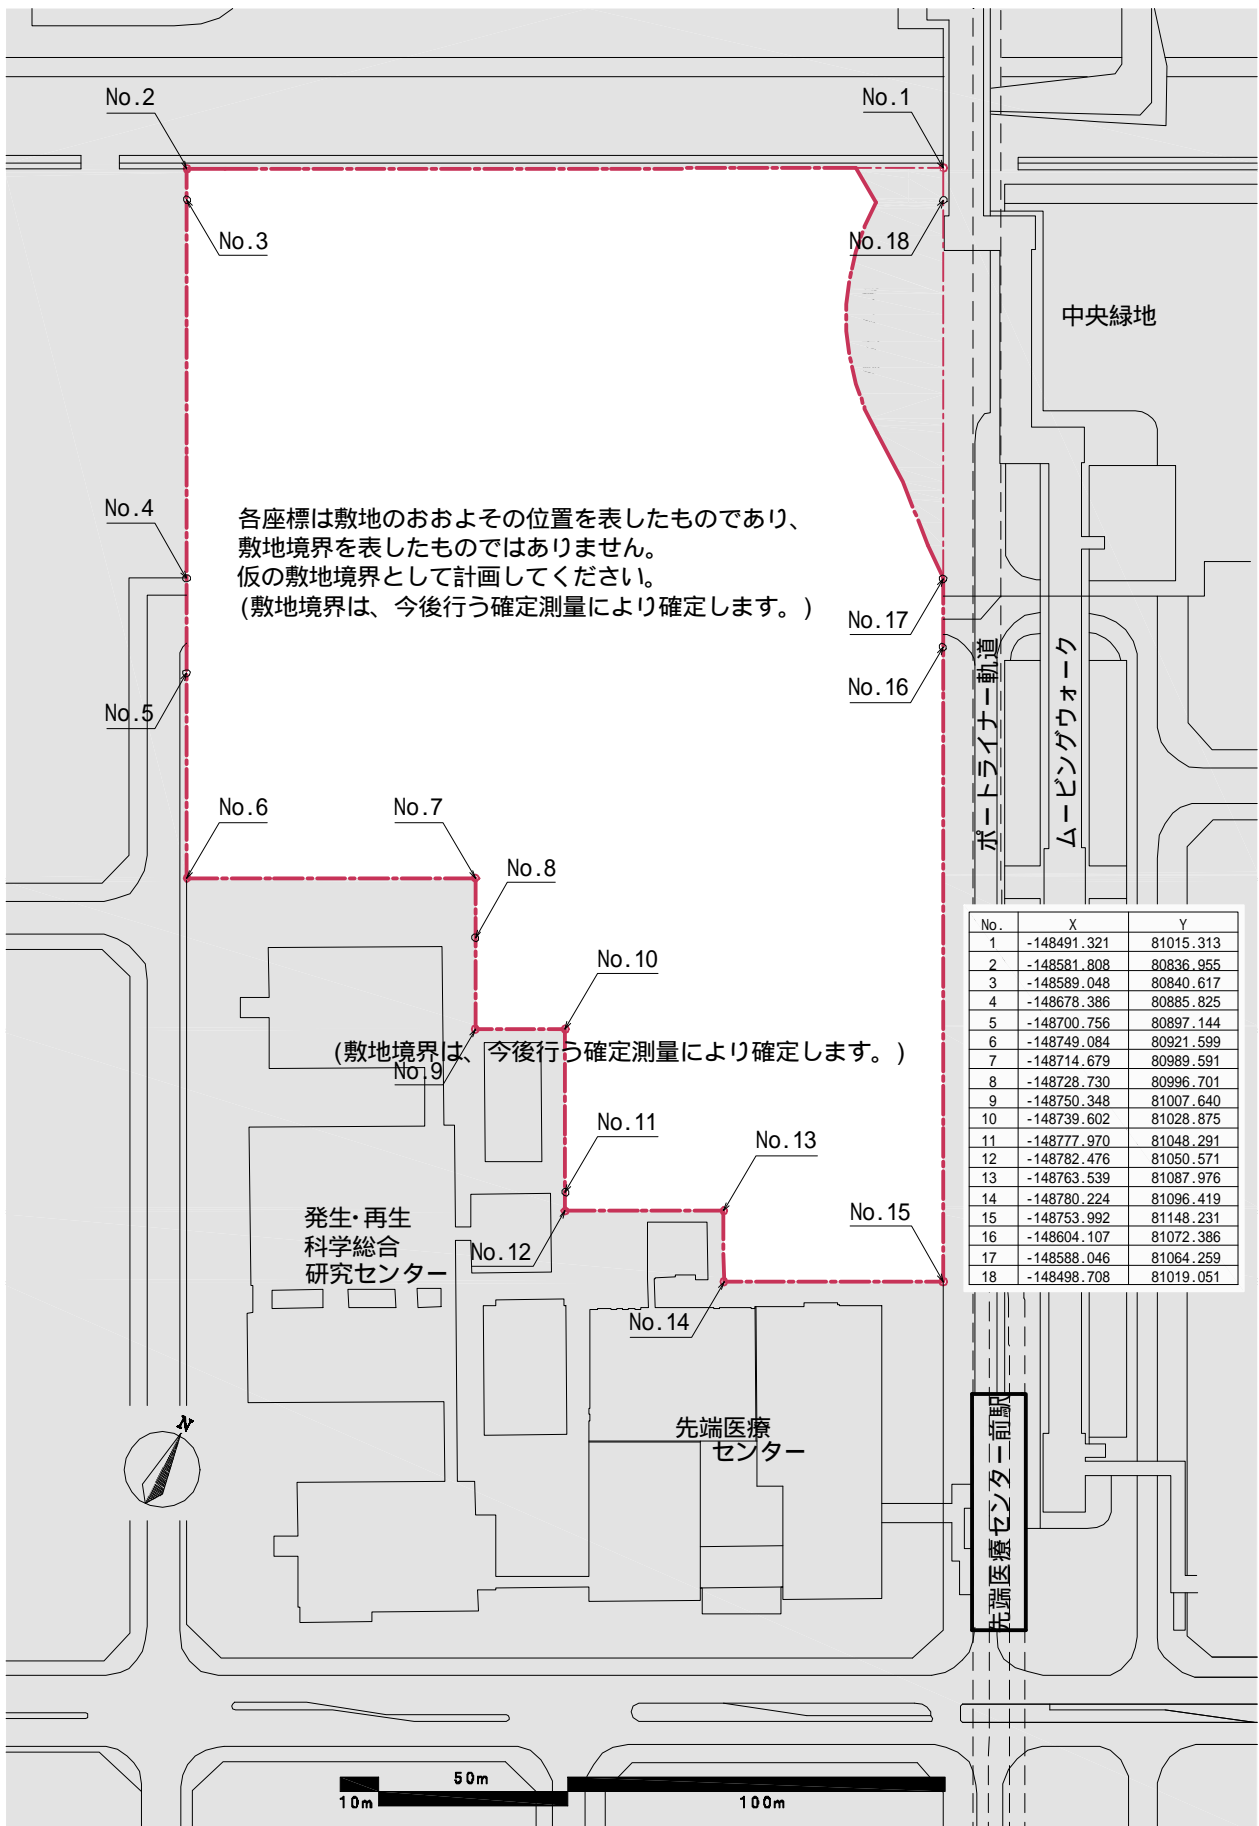 No.2
No.1
No.3
No.18
中央緑地
No.4
各座標は敷地のおおよその位置を表したものであり、
敷地境界を表したものではありません。
仮の敷地境界として計画してください。
(敷地境界は、今後行う確定測量により確定します。)
No.17
No.16
No.5
ポートライナー軌道
ムービングウォーク
No.6
No.7
No.8
No.10
(敷地境界は、今後行う確定測量により確定します。)
No.9
No. X Y
1 -148491.321 81015.313
2 -148581.808 80836.955
3 -148589.048 80840.617
4 -148678.386 80885.825
5 -148700.756 80897.144
6 -148749.084 80921.599
7 -148714.679 80989.591
8 -148728.730 80996.701
9 -148750.348 81007.640
10 -148739.602 81028.875
11 -148777.970 81048.291
12 -148782.476 81050.571
13 -148763.539 81087.976
14 -148780.224 81096.419
15 -148753.992 81148.231
16 -148604.107 81072.386
17 -148588.046 81064.259
18 -148498.708 81019.051
No.11
No.13
No.15
発生・再生
科学総合
研究センター
No.12
No.14
先端医療
センター
先端医療センター前駅
N
50m
10m
100m